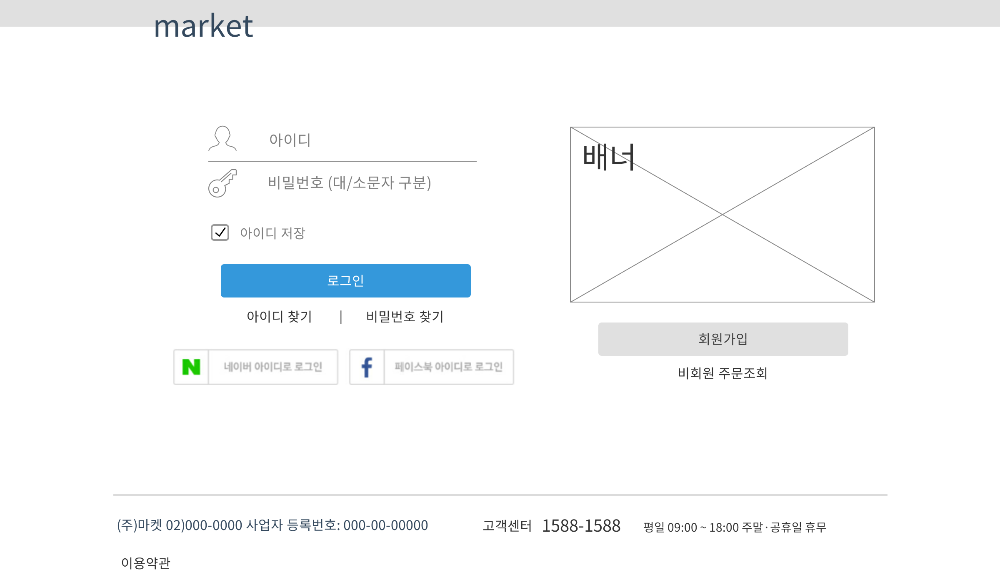 market
아이디
비밀번호 (대/소문자 구분)
아이디 저장
로그인
아이디 찾기 | 비밀번호 찾기
N 네이버 아이디로 로그인
f 페이스북 아이디로 로그인
배너
회원가입
비회원 주문조회
(주)마켓 02)000-0000 사업자 등록번호: 000-00-00000
고객센터 1588-1588 평일 09:00 ~ 18:00 주말·공휴일 휴무
이용약관